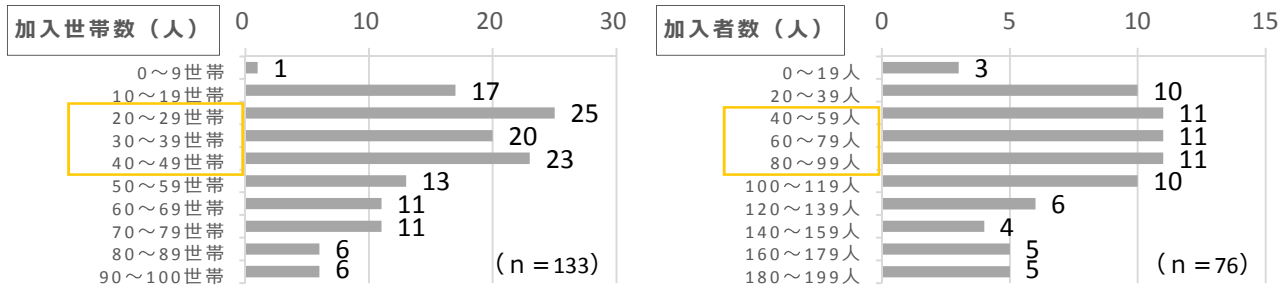 加入世帯数（人）
0 10 20 30
0～9世帯 1
10～19世帯 17
20～29世帯 25
30～39世帯 20
40～49世帯 23
50～59世帯 13
60～69世帯 11
70～79世帯 11
80～89世帯 6
90～100世帯 6
（n＝133）
加入者数（人）
0 5 10 15
0～19人 3
20～39人 10
40～59人 11
60～79人 11
80～99人 11
100～119人 10
120～139人 6
140～159人 4
160～179人 5
180～199人 5
（n＝76）